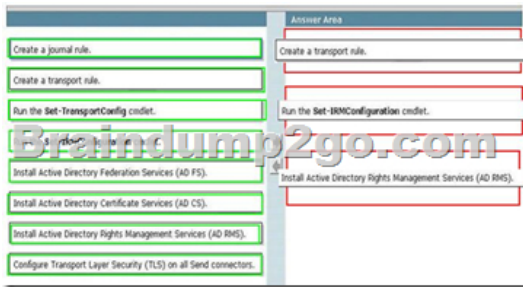 Answer Area
Create a journal rule.
Create a transport rule.
Create a transport rule.
Run the Set-TransportConfig cmdlet.
Run the Set-IRMConfiguration cmdlet.
Braindump2go.com
cmdlet.
Install Active Directory Federation Services (AD FS).
Install Active Directory Rights Management Services (AD RMS).
Install Active Directory Certificate Services (AD CS).
Install Active Directory Rights Management Services (AD RMS).
Configure Transport Layer Security (TLS) on all Send connectors.